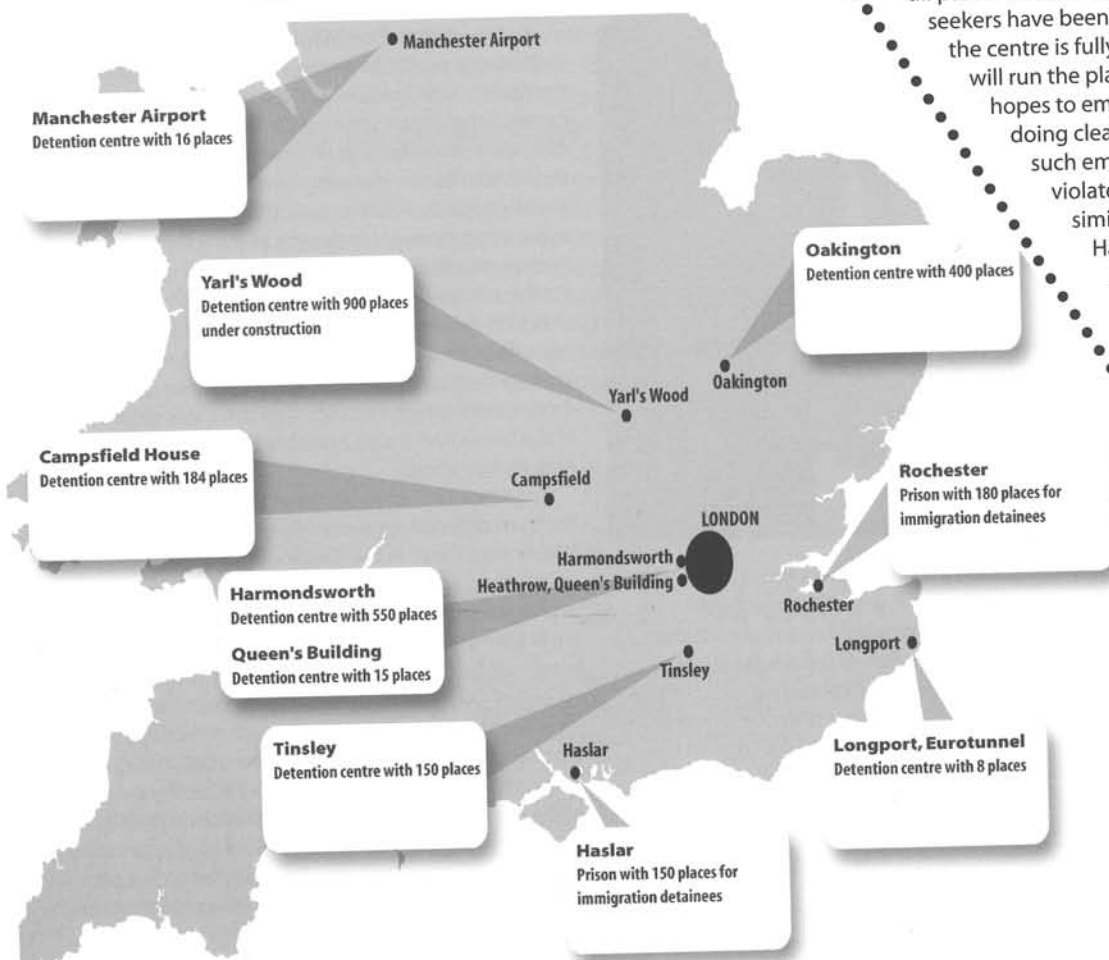 seekers have been
the centre is fully
will run the pla
hopes to em
doing clea
such em
violate
simi
Ha
Manchester Airport
Manchester Airport
Detention centre with 16 places
Oakington
Detention centre with 400 places
Yarl's Wood
Detention centre with 900 places
under construction
Oakington
Yarl's Wood
Campsfield House
Detention centre with 184 places
Campsfield
Rochester
Prison with 180 places for
immigration detainees
LONDON
Harmondsworth
Heathrow, Queen's Building
Rochester
Harmondsworth
Detention centre with 550 places
Queen's Building
Detention centre with 15 places
Longport
Tinsley
Tinsley
Detention centre with 150 places
Haslar
Longport, Eurotunnel
Detention centre with 8 places
Haslar
Prison with 150 places for
immigration detainees